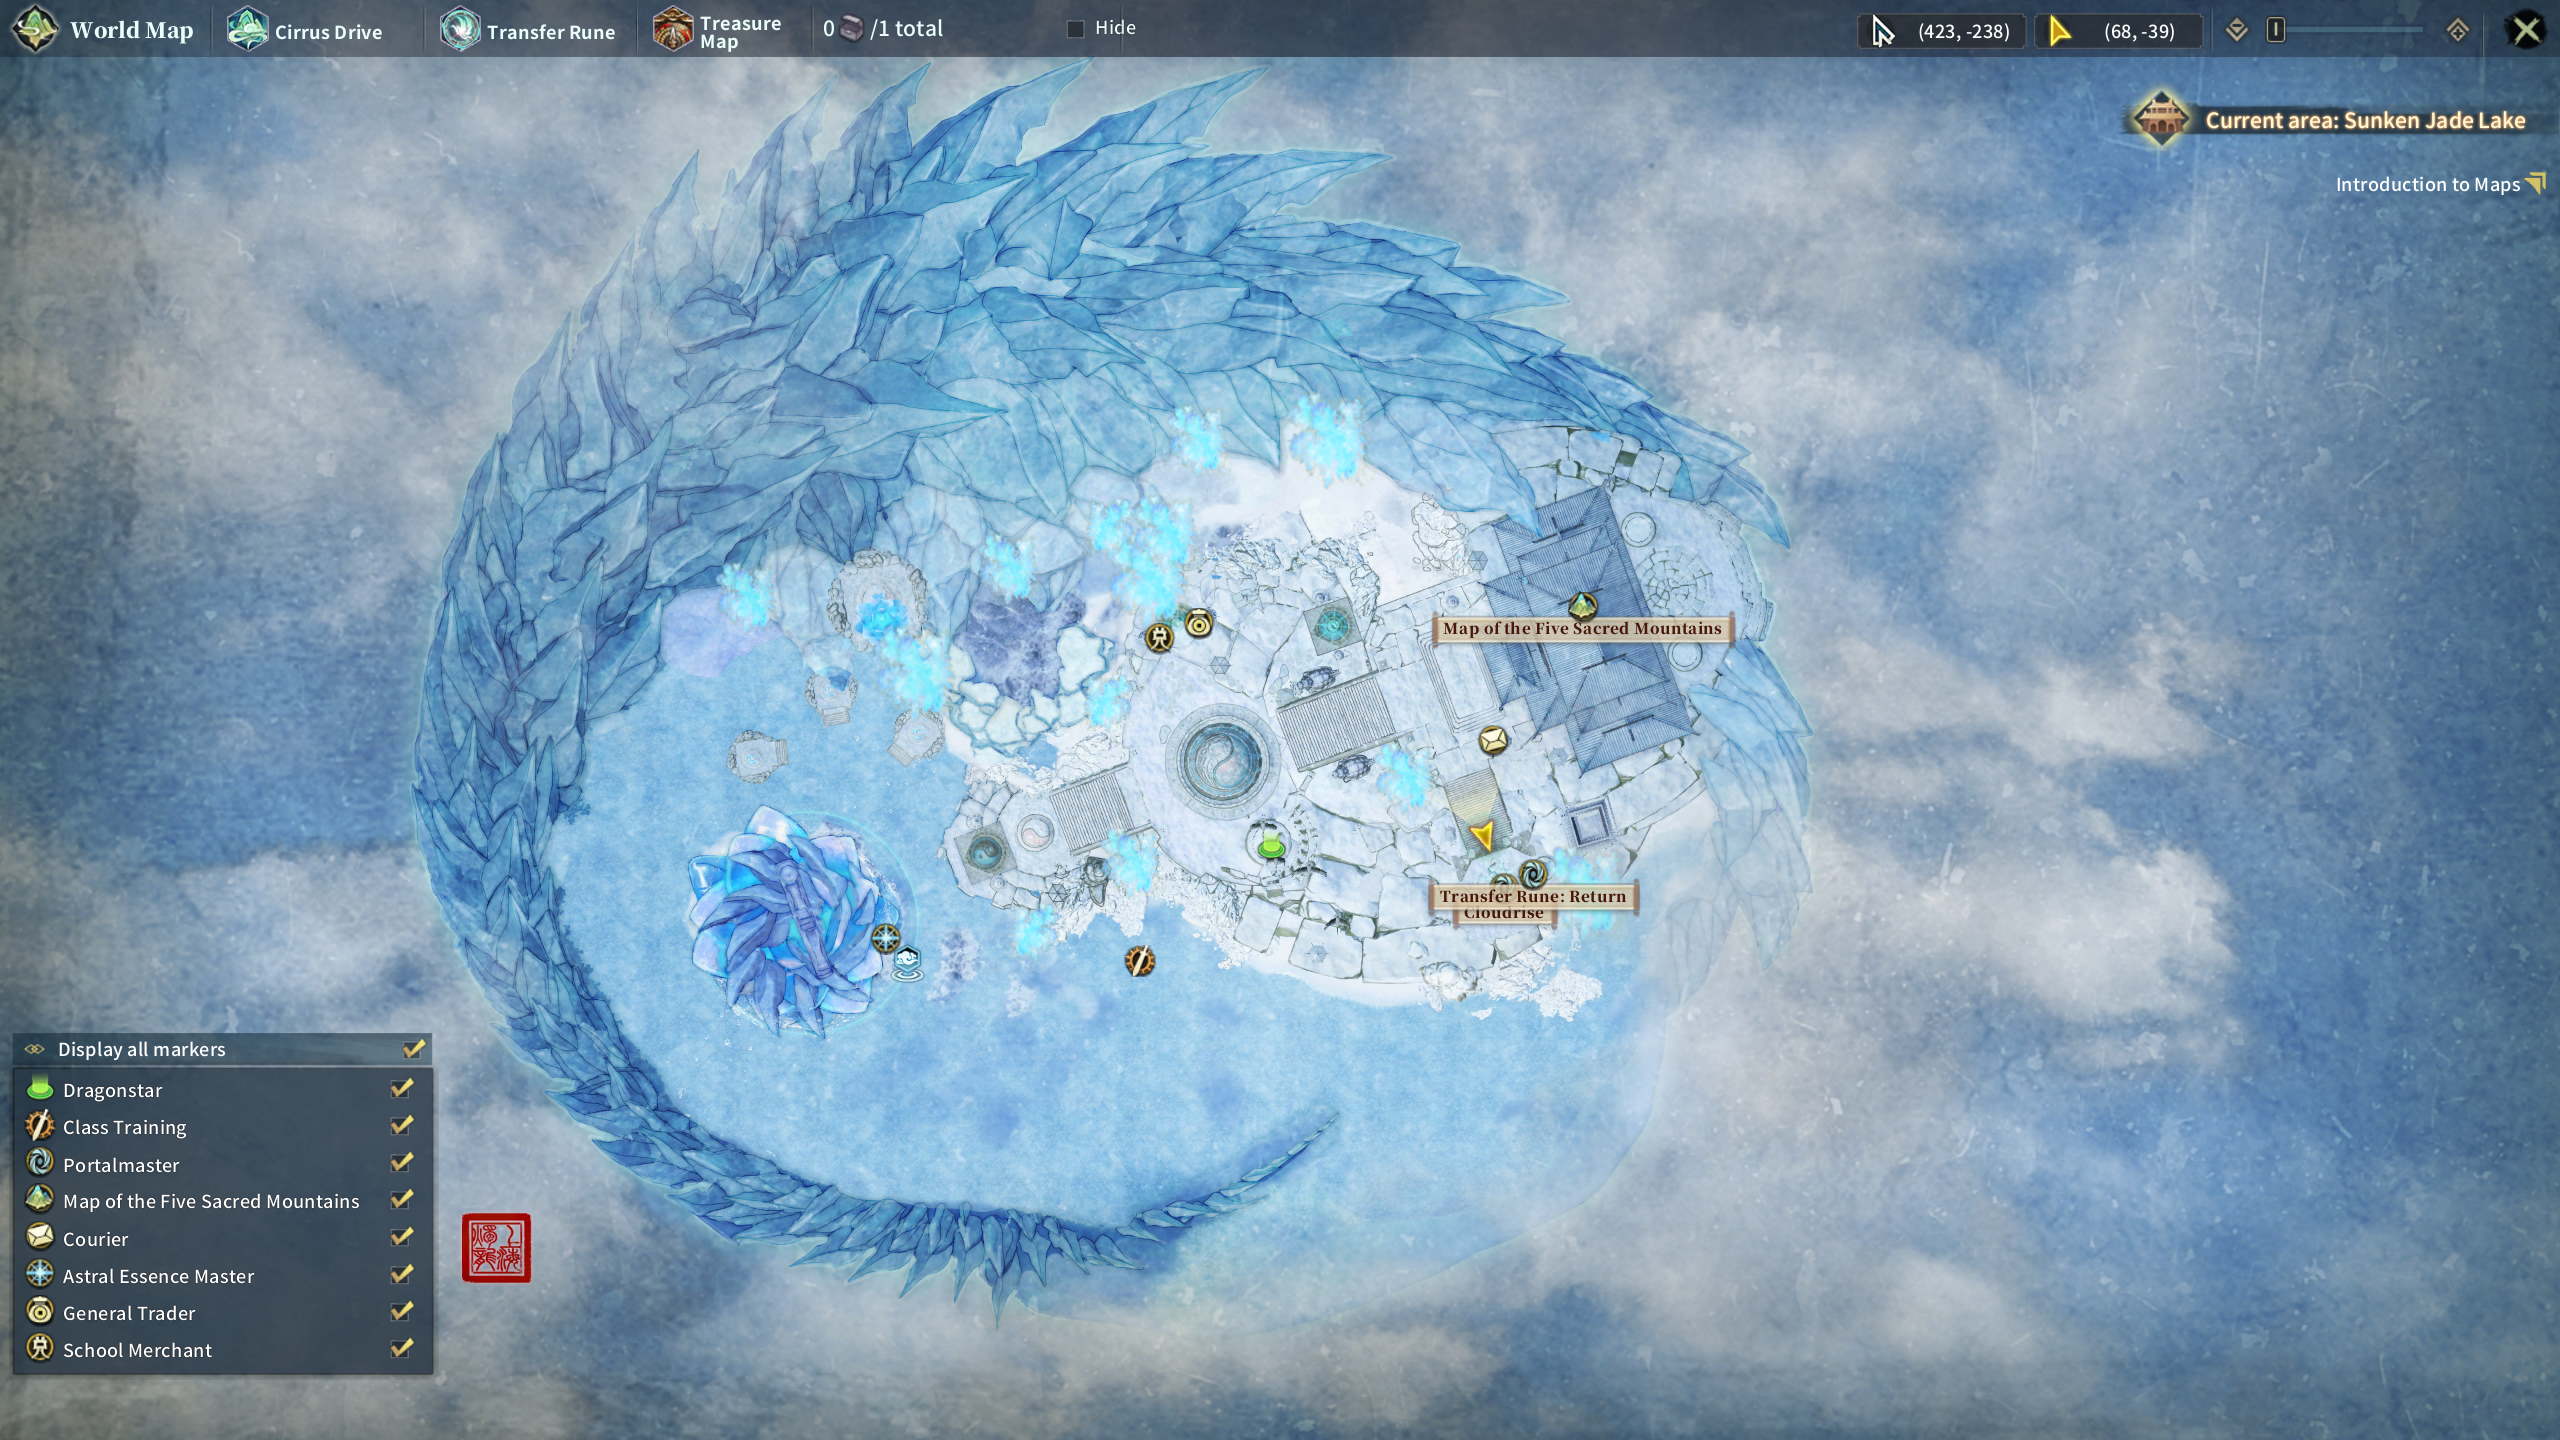 World Map
Cirrus Drive
Transfer Rune
Treasure
Map
0 /1 total
Hide
(423, -238)
(68, -39)
Current area: Sunken Jade Lake
Introduction to Maps
Map of the Five Sacred Mountains
Transfer Rune: Return
Cloudrise
Display all markers
Dragonstar
Class Training
Portalmaster
Map of the Five Sacred Mountains
Courier
Astral Essence Master
General Trader
School Merchant